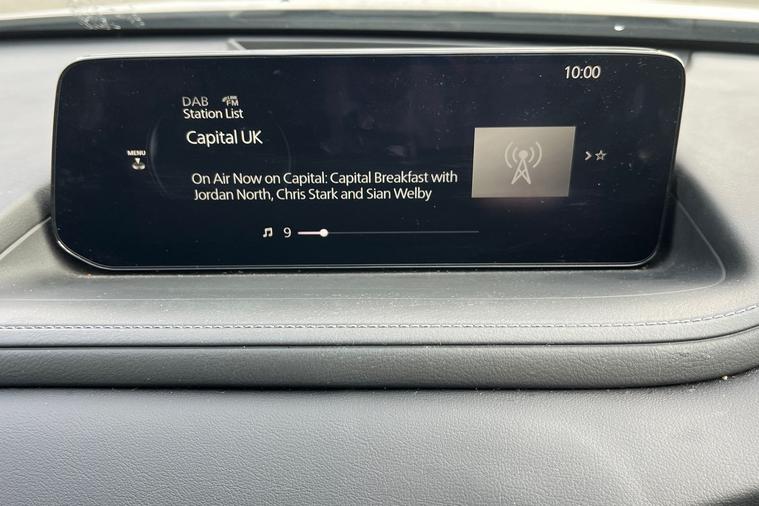 10:00
DAB LINK FM
Station List
Capital UK
MENU
On Air Now on Capital: Capital Breakfast with
Jordan North, Chris Stark and Sian Welby
9